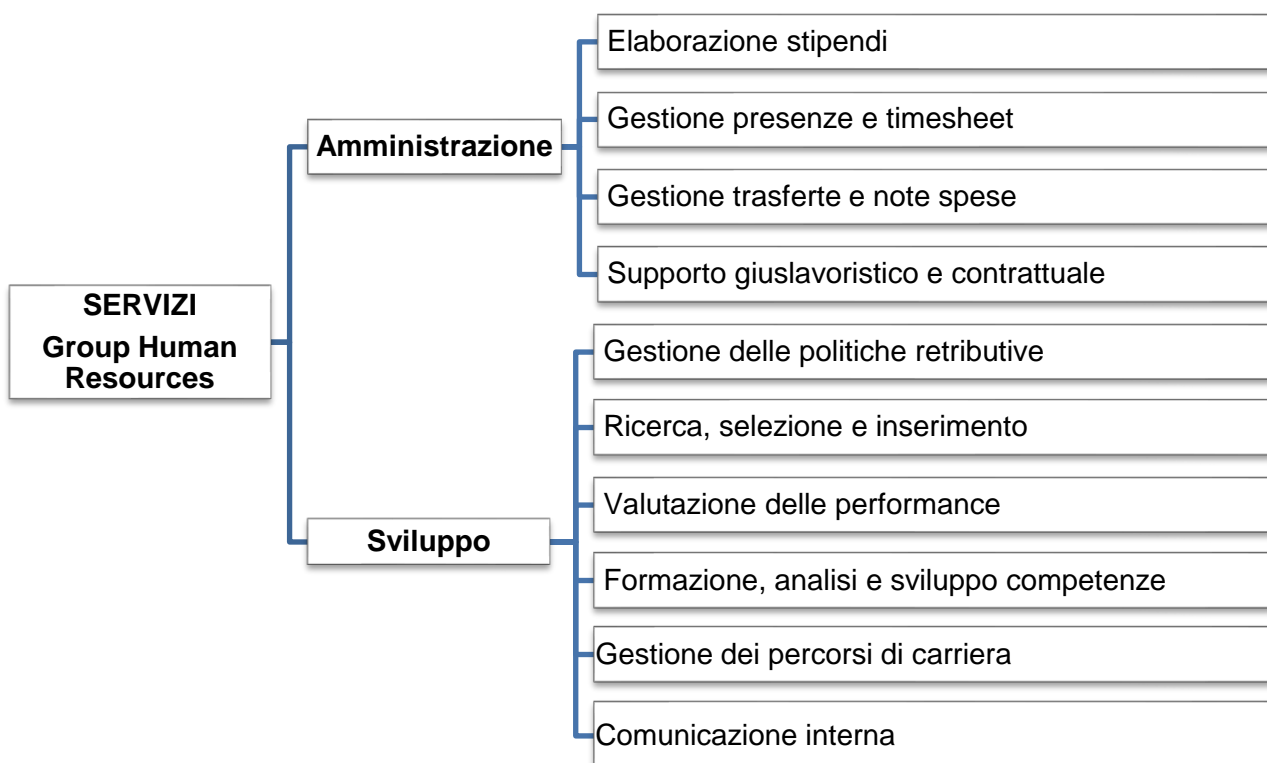 SERVIZI
Group Human
Resources
Amministrazione
Elaborazione stipendi
Gestione presenze e timesheet
Gestione trasferte e note spese
Supporto giuslavoristico e contrattuale
Sviluppo
Gestione delle politiche retributive
Ricerca, selezione e inserimento
Valutazione delle performance
Formazione, analisi e sviluppo competenze
Gestione dei percorsi di carriera
Comunicazione interna